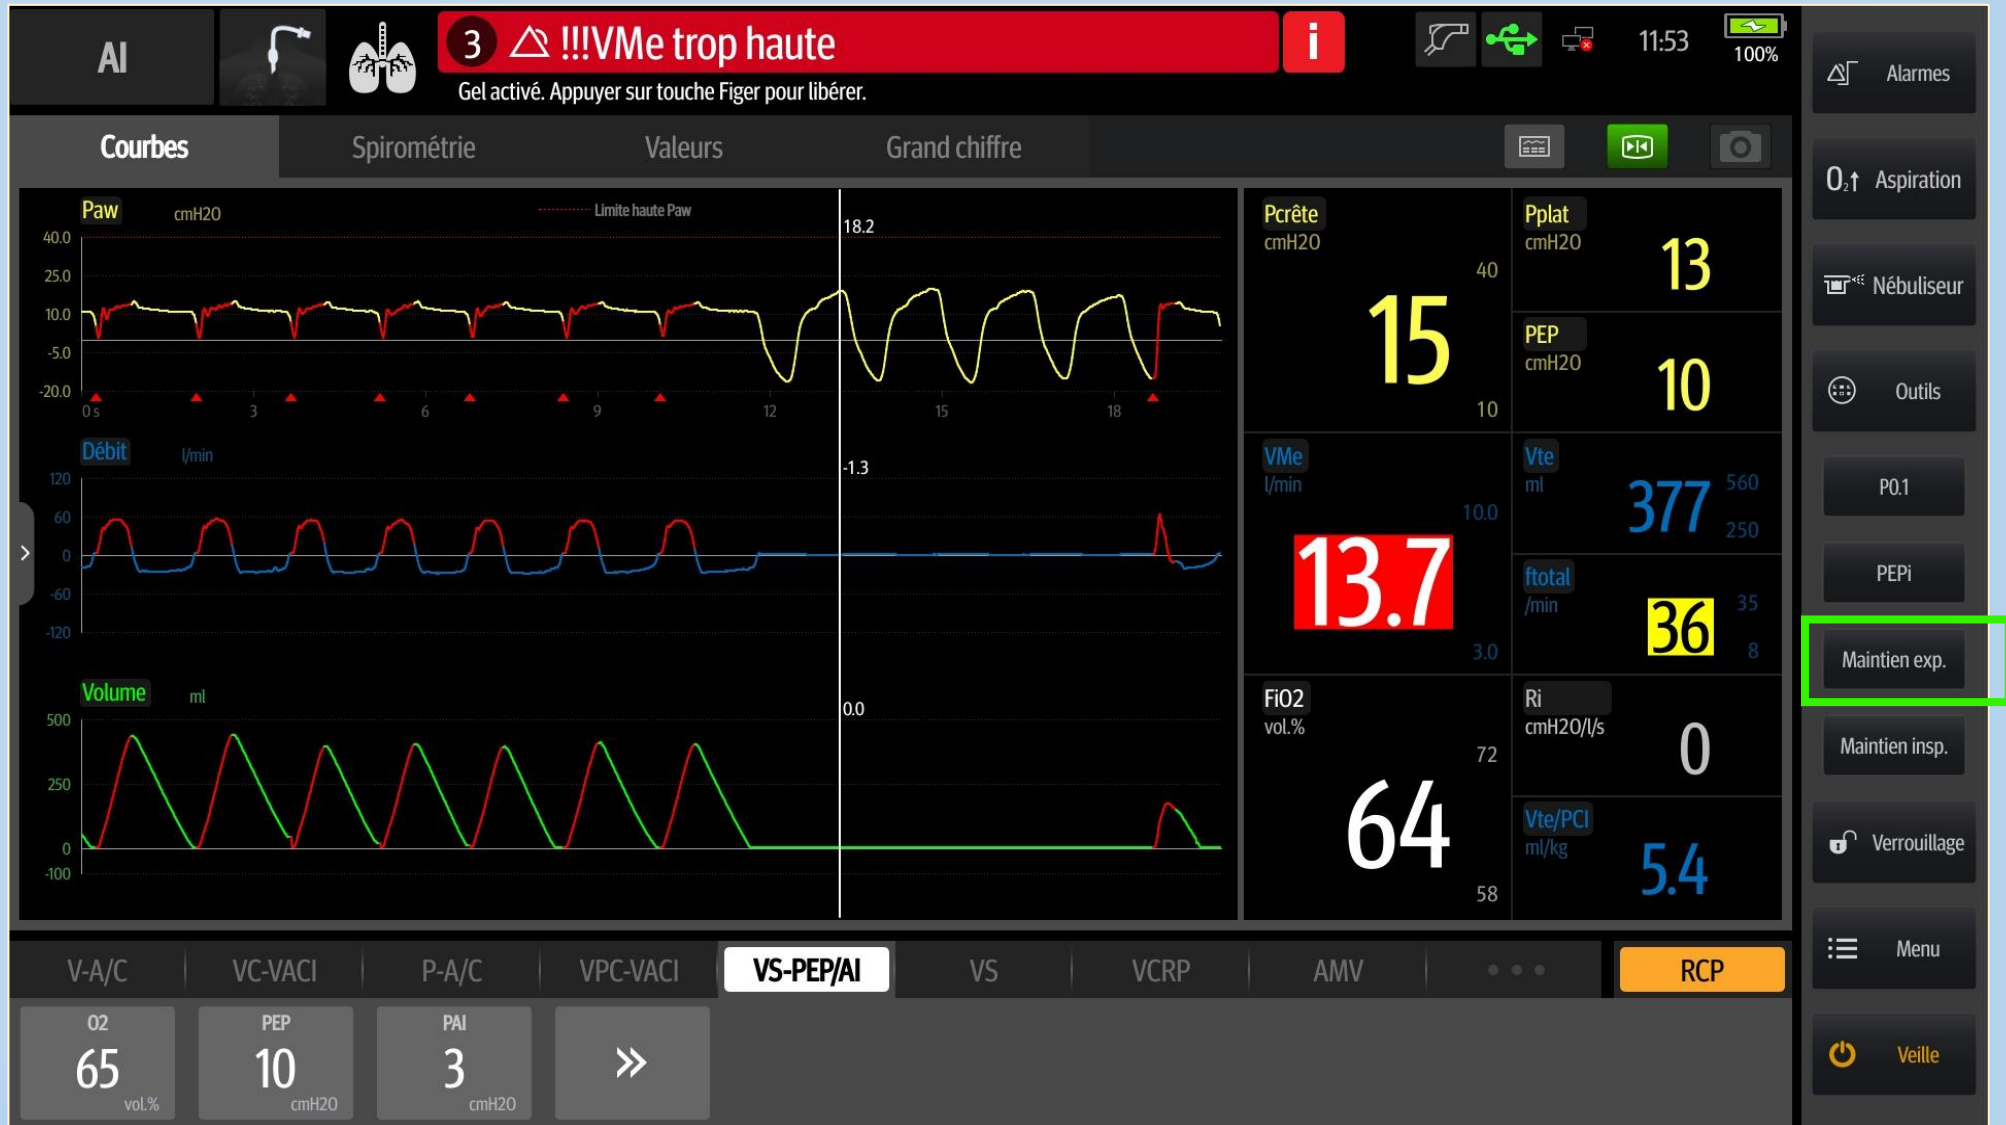 AI
3 !!!VMe trop haute
i
11:53
100%
Gel activé. Appuyer sur touche Figer pour libérer.
Courbes Spirométrie Valeurs Grand chiffre
Paw cmH2O
Limite haute Paw
18.2
40.0
25.0
10.0
-5.0
-20.0
0 s 3 6 9 12 15 18
Débit l/min
-1.3
120
60
0
-60
-120
Volume ml
0.0
500
250
0
-100
Pcrête
cmH2O
40
15
10
Pplat
cmH2O
13
PEP
cmH2O
10
VMe
l/min
10.0
13.7
3.0
Vte
ml
377
560
250
ftotal
/min
36
35
8
FiO2
vol.%
72
64
58
Ri
cmH2O/l/s
0
Vte/PCI
ml/kg
5.4
V-A/C VC-VACI P-A/C VPC-VACI VS-PEP/AI VS VCRP AMV RCP
O2
65
vol.%
PEP
10
cmH2O
PAI
3
cmH2O
Alarmes
O2 Aspiration
Nébuliseur
Outils
P0.1
PEPi
Maintien exp.
Maintien insp.
Verrouillage
Menu
Veille